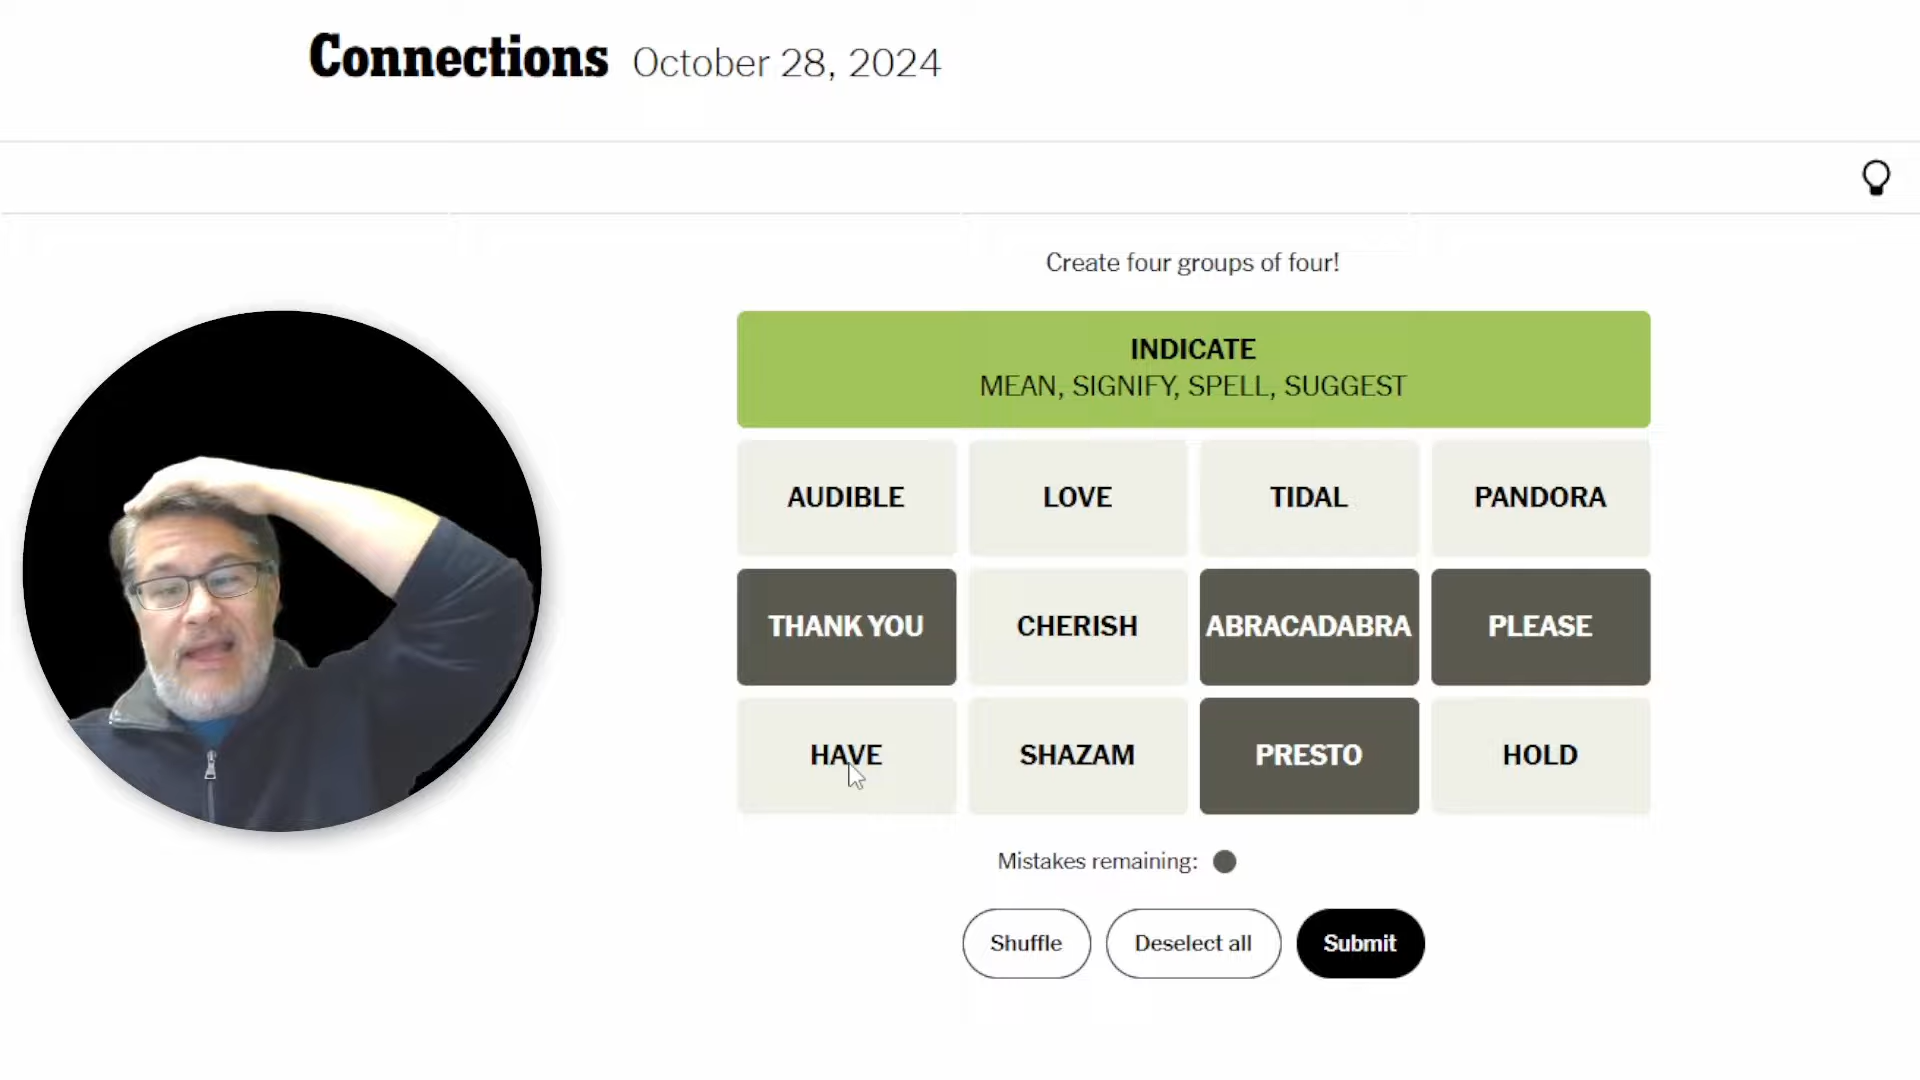 Connections October 28, 2024
Create four groups of four!
INDICATE
MEAN, SIGNIFY, SPELL, SUGGEST
AUDIBLE LOVE TIDAL PANDORA
THANK YOU CHERISH ABRACADABRA PLEASE
HAVE SHAZAM PRESTO HOLD
Mistakes remaining:
Shuffle Deselect all Submit